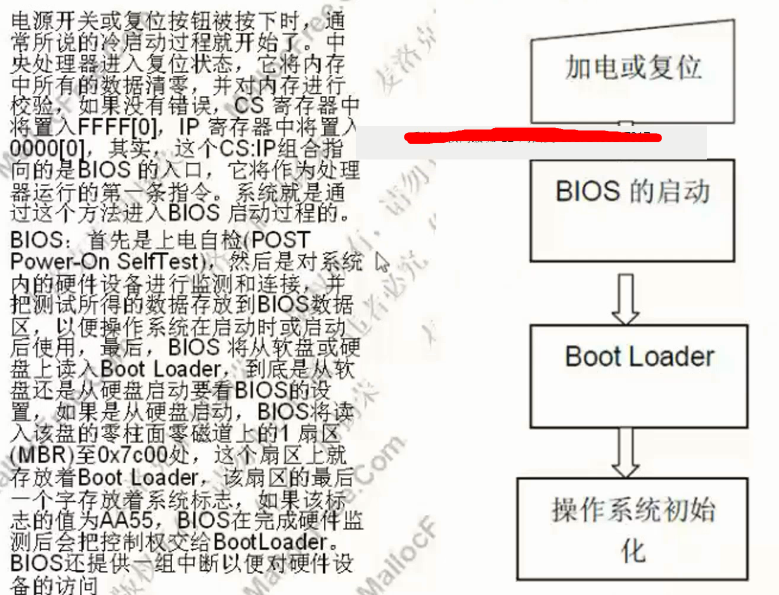 电源开关或复位按钮被按下时，通
常所说的冷启动过程就开始了。中
央处理器进入复位状态，它将内存
中所有的数据清零，并对内存进行
校验，如果没有错误，CS 寄存器中
将置入FFFF[0]，IP 寄存器中将置入
0000[0]，其实，这个CS:IP组合指
向的是BIOS 的入口，它将作为处理
器运行的第一条指令。系统就是通
过这个方法进入BIOS 启动过程的。
BIOS：首先是上电自检(POST
Power-On SelfTest)，然后是对系统
内的硬件设备进行监测和连接，并
把测试所得的数据存放到BIOS数据
区，以便操作系统在启动时或启动
后使用，最后，BIOS 将从软盘或硬
盘上读入Boot Loader，到底是从软
盘还是从硬盘启动要看BIOS的设
置，如果是从硬盘启动，BIOS将读
入该盘的零柱面零磁道上的1 扇区
(MBR)至0x7c00处，这个扇区上就
存放着Boot Loader，该扇区的最后
一个字存放着系统标志，如果该标
志的值为AA55，BIOS在完成硬件监
测后会把控制权交给BootLoader。
BIOS还提供一组中断以便对硬件设
备的访问
加电或复位
BIOS 的启动
Boot Loader
操作系统初始
化